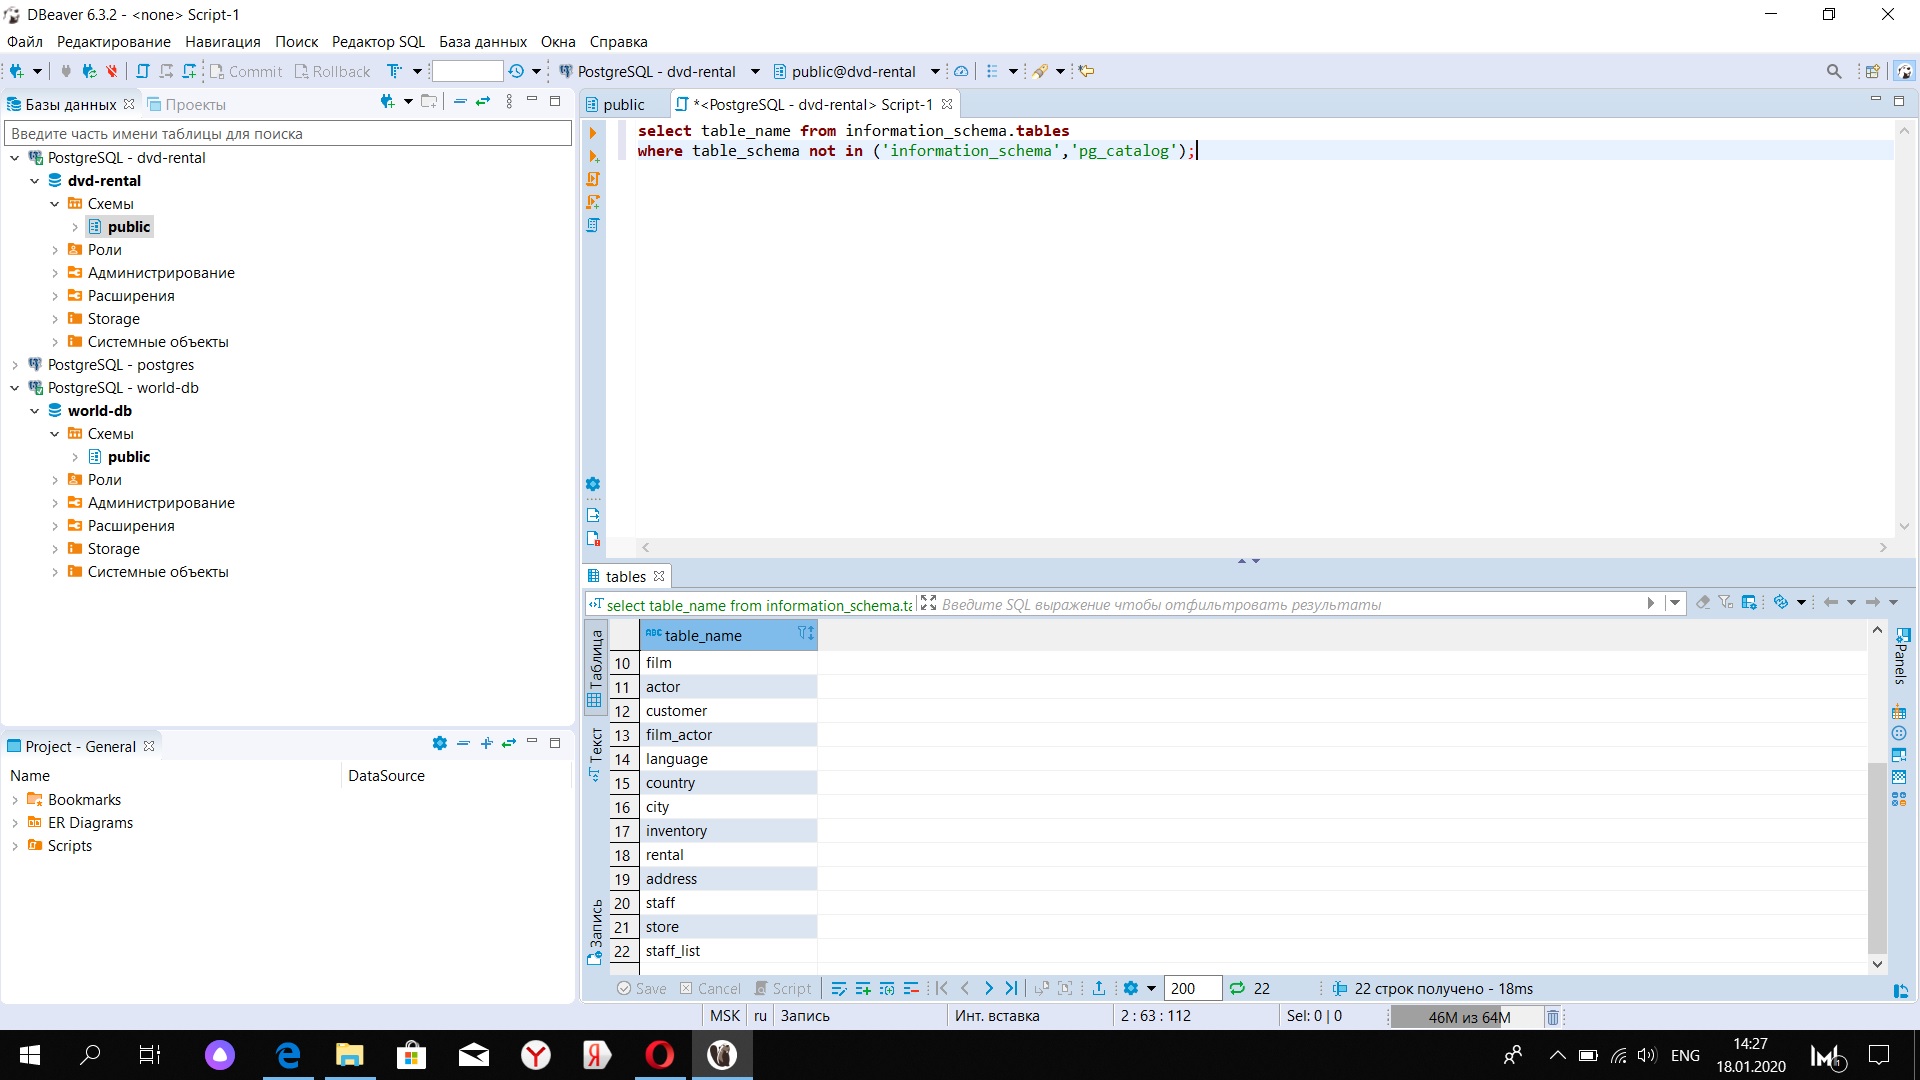 DBeaver 6.3.2 - <none> Script-1
Файл Редактирование Навигация Поиск Редактор SQL База данных Окна Справка
Commit Rollback PostgreSQL - dvd-rental public@dvd-rental
Базы данных Проекты
Введите часть имени таблицы для поиска
PostgreSQL - dvd-rental
dvd-rental
Схемы
public
Роли
Администрирование
Расширения
Storage
Системные объекты
PostgreSQL - postgres
PostgreSQL - world-db
world-db
Схемы
public
Роли
Администрирование
Расширения
Storage
Системные объекты
Project - General
Name DataSource
Bookmarks
ER Diagrams
Scripts
public *<PostgreSQL - dvd-rental> Script-1
select table_name from information_schema.tables
where table_schema not in ('information_schema','pg_catalog');
tables
select table_name from information_schema.ta Введите SQL выражение чтобы отфильтровать результаты
Таблица
Текст
Запись
ABC table_name
10 film
11 actor
12 customer
13 film_actor
14 language
15 country
16 city
17 inventory
18 rental
19 address
20 staff
21 store
22 staff_list
Panels
Save Cancel Script 200 22 22 строк получено - 18ms
MSK ru Запись Инт. вставка 2 : 63 : 112 Sel: 0 | 0 46M из 64M
ENG
14:27
18.01.2020